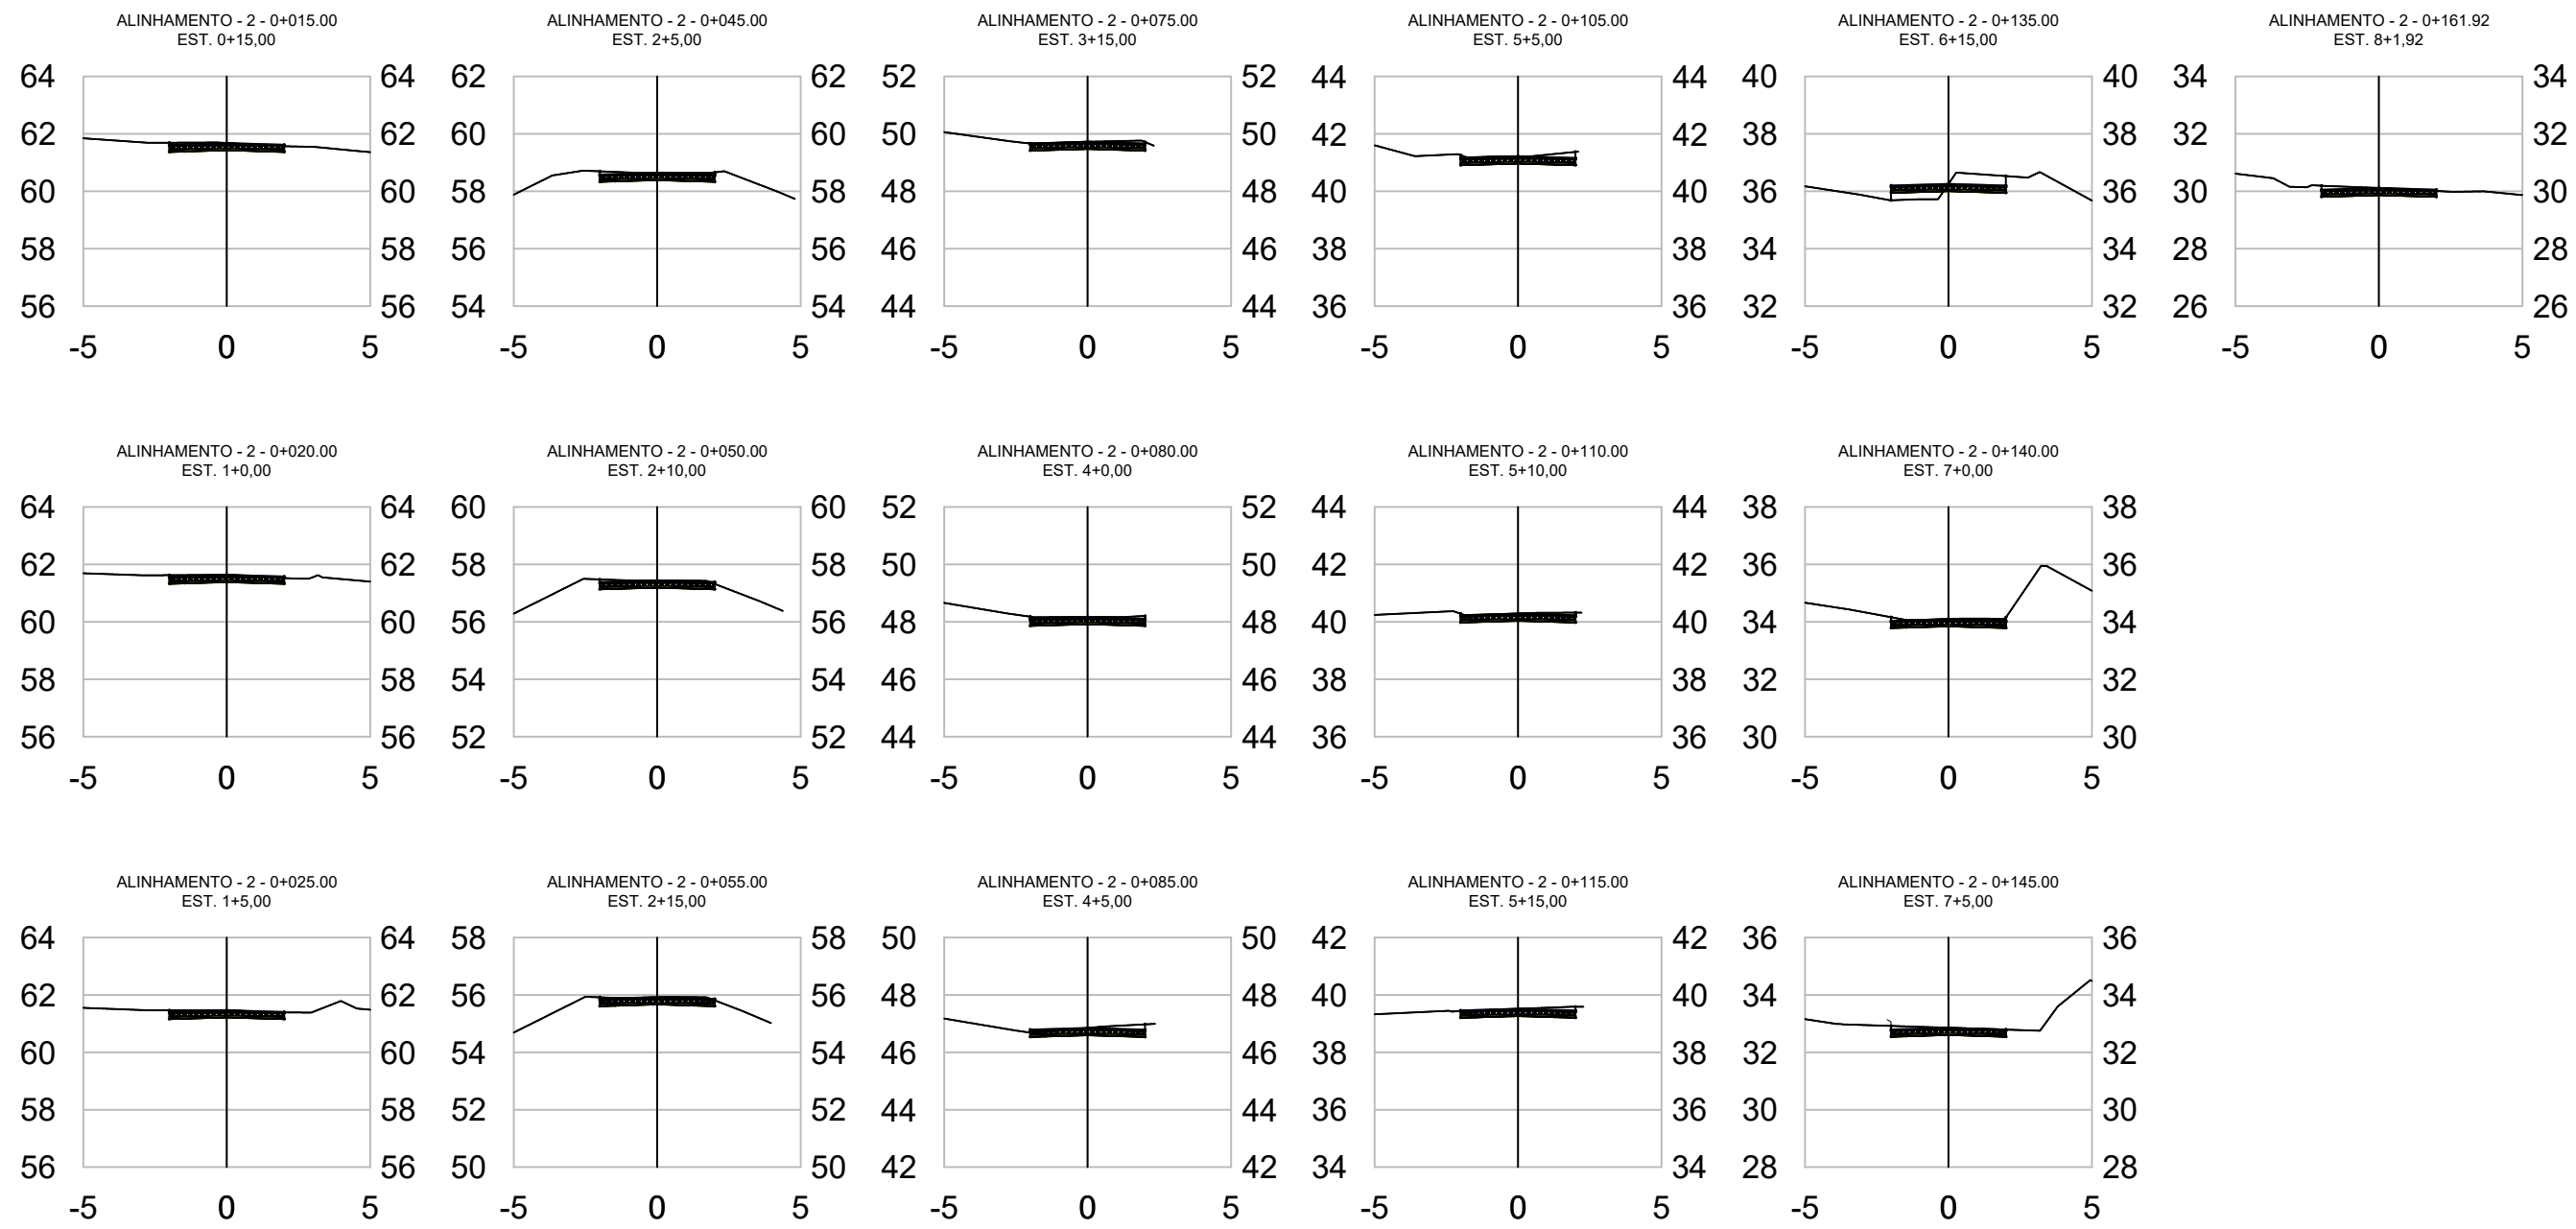 ALINHAMENTO - 2 - 0+015.00
EST. 0+15,00
64 64
62 62
60 60
58 58
56 56
-5 0 5
ALINHAMENTO - 2 - 0+045.00
EST. 2+5,00
62 62
60 60
58 58
56 56
54 54
-5 0 5
ALINHAMENTO - 2 - 0+075.00
EST. 3+15,00
52 52
50 50
48 48
46 46
44 44
-5 0 5
ALINHAMENTO - 2 - 0+105.00
EST. 5+5,00
44 44
42 42
40 40
38 38
36 36
-5 0 5
ALINHAMENTO - 2 - 0+135.00
EST. 6+15,00
40 40
38 38
36 36
34 34
32 32
-5 0 5
ALINHAMENTO - 2 - 0+161.92
EST. 8+1,92
34 34
32 32
30 30
28 28
26 26
-5 0 5
ALINHAMENTO - 2 - 0+020.00
EST. 1+0,00
64 64
62 62
60 60
58 58
56 56
-5 0 5
ALINHAMENTO - 2 - 0+050.00
EST. 2+10,00
60 60
58 58
56 56
54 54
52 52
-5 0 5
ALINHAMENTO - 2 - 0+080.00
EST. 4+0,00
52 52
50 50
48 48
46 46
44 44
-5 0 5
ALINHAMENTO - 2 - 0+110.00
EST. 5+10,00
44 44
42 42
40 40
38 38
36 36
-5 0 5
ALINHAMENTO - 2 - 0+140.00
EST. 7+0,00
38 38
36 36
34 34
32 32
30 30
-5 0 5
ALINHAMENTO - 2 - 0+025.00
EST. 1+5,00
64 64
62 62
60 60
58 58
56 56
-5 0 5
ALINHAMENTO - 2 - 0+055.00
EST. 2+15,00
58 58
56 56
54 54
52 52
50 50
-5 0 5
ALINHAMENTO - 2 - 0+085.00
EST. 4+5,00
50 50
48 48
46 46
44 44
42 42
-5 0 5
ALINHAMENTO - 2 - 0+115.00
EST. 5+15,00
42 42
40 40
38 38
36 36
34 34
-5 0 5
ALINHAMENTO - 2 - 0+145.00
EST. 7+5,00
36 36
34 34
32 32
30 30
28 28
-5 0 5